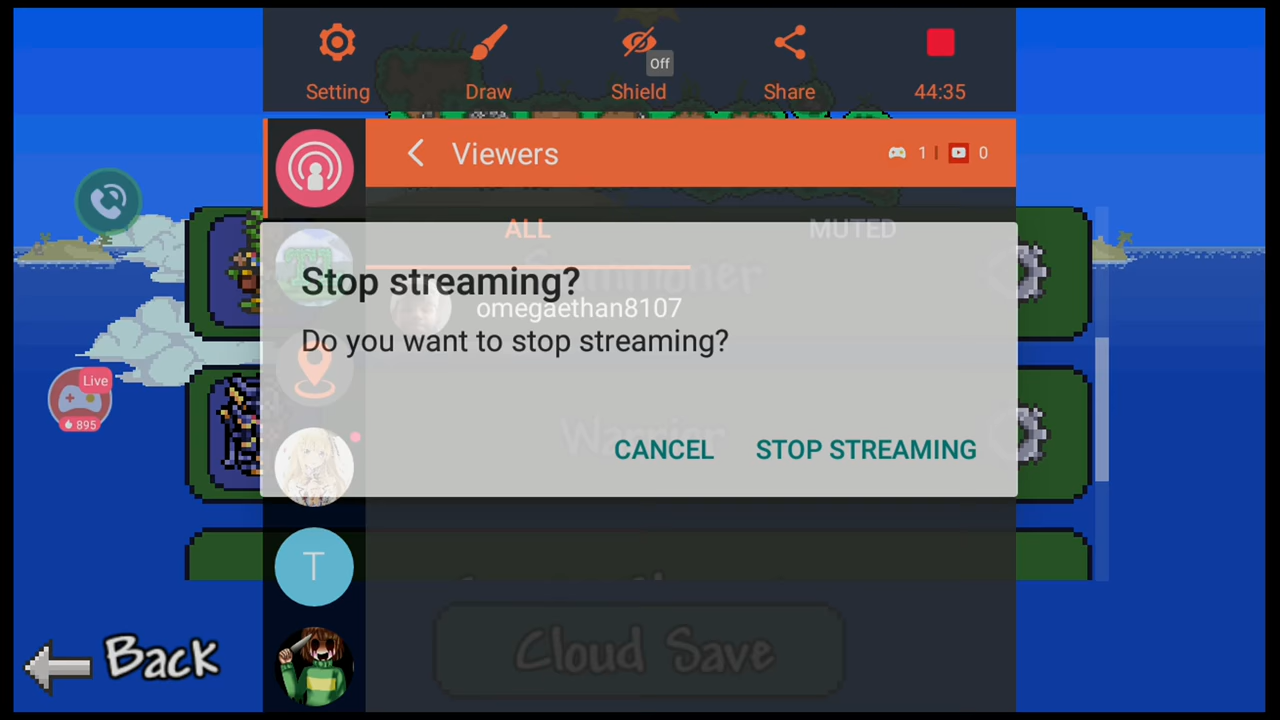 Setting
Draw
Off
Shield
Share
44:35
Viewers
1
0
ALL
MUTED
Stop streaming?
omegaethan8107
Do you want to stop streaming?
Live
895
Warrior
CANCEL
STOP STREAMING
T
Back
Cloud Save